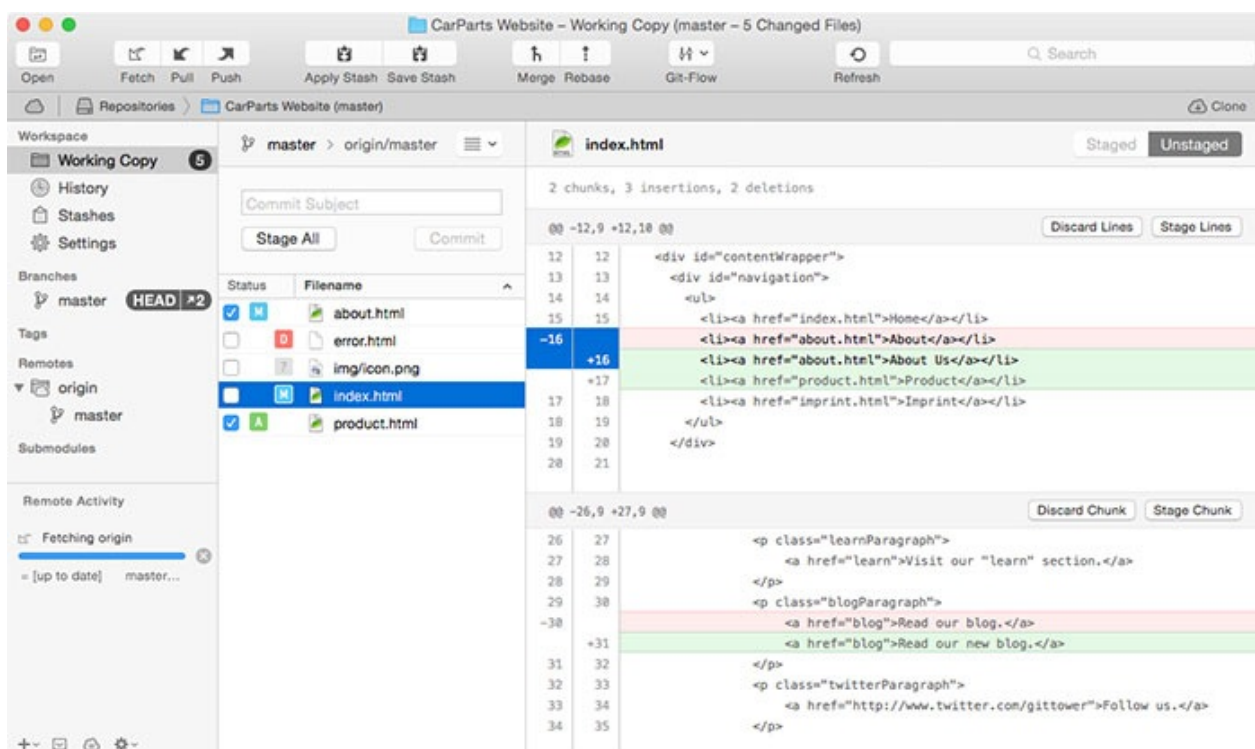 CarParts Website – Working Copy (master – 5 Changed Files)
Open Fetch Pull Push Apply Stash Save Stash Merge Rebase Git-Flow Refresh Search
Repositories CarParts Website (master) Clone
Workspace
Working Copy 5
History
Stashes
Settings
Branches
master HEAD ↗2
Tags
Remotes
origin
master
Submodules
Remote Activity
Fetching origin
= [up to date] master...
master > origin/master
Commit Subject
Stage All Commit
Status Filename
M about.html
D error.html
? img/icon.png
M index.html
A product.html
index.html Staged Unstaged
2 chunks, 3 insertions, 2 deletions
@@ -12,9 +12,10 @@ Discard Lines Stage Lines
12 12 <div id="contentWrapper">
13 13 <div id="navigation">
14 14 <ul>
15 15 <li><a href="index.html">Home</a></li>
-16 <li><a href="about.html">About</a></li>
+16 <li><a href="about.html">About Us</a></li>
+17 <li><a href="product.html">Product</a></li>
17 18 <li><a href="imprint.html">Imprint</a></li>
18 19 </ul>
19 20 </div>
20 21
@@ -26,9 +27,9 @@ Discard Chunk Stage Chunk
26 27 <p class="learnParagraph">
27 28 <a href="learn">Visit our "learn" section.</a>
28 29 </p>
29 30 <p class="blogParagraph">
-30 <a href="blog">Read our blog.</a>
+31 <a href="blog">Read our new blog.</a>
31 32 </p>
32 33 <p class="twitterParagraph">
33 34 <a href="http://www.twitter.com/gittower">Follow us.</a>
34 35 </p>